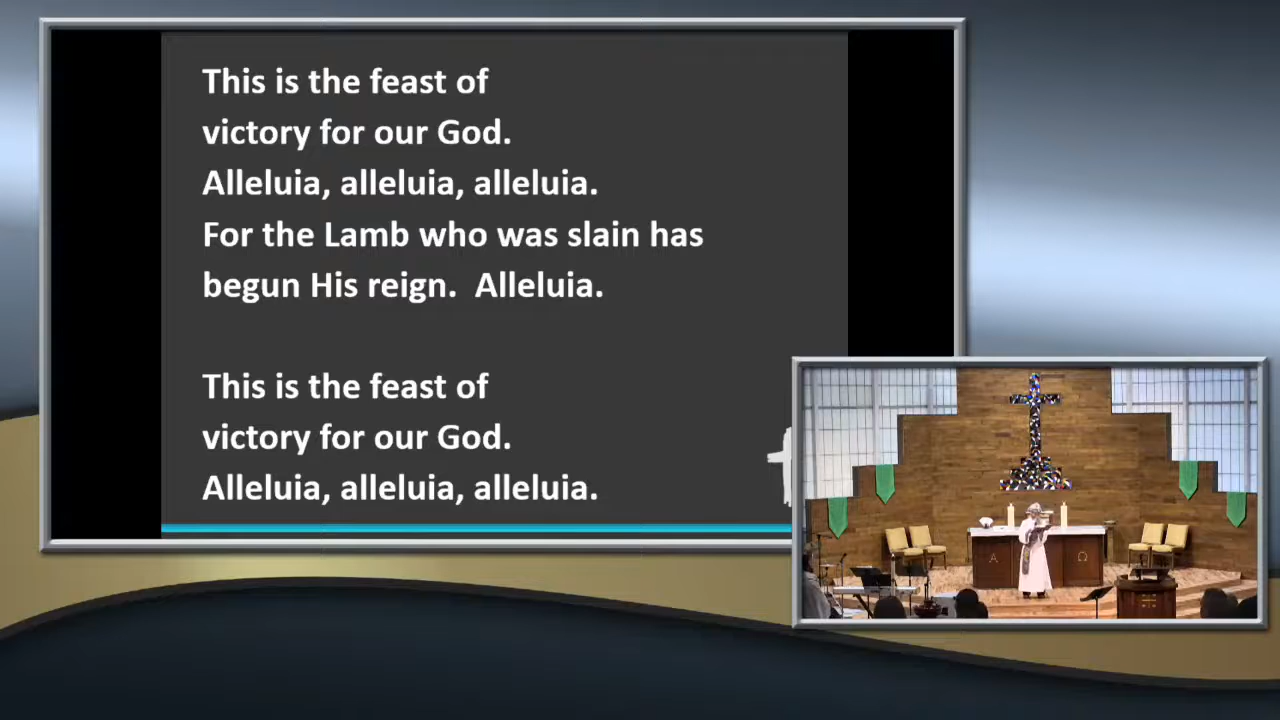 This is the feast of
victory for our God.
Alleluia, alleluia, alleluia.
For the Lamb who was slain has
begun His reign.  Alleluia.
This is the feast of
victory for our God.
Alleluia, alleluia, alleluia.
Α Ω